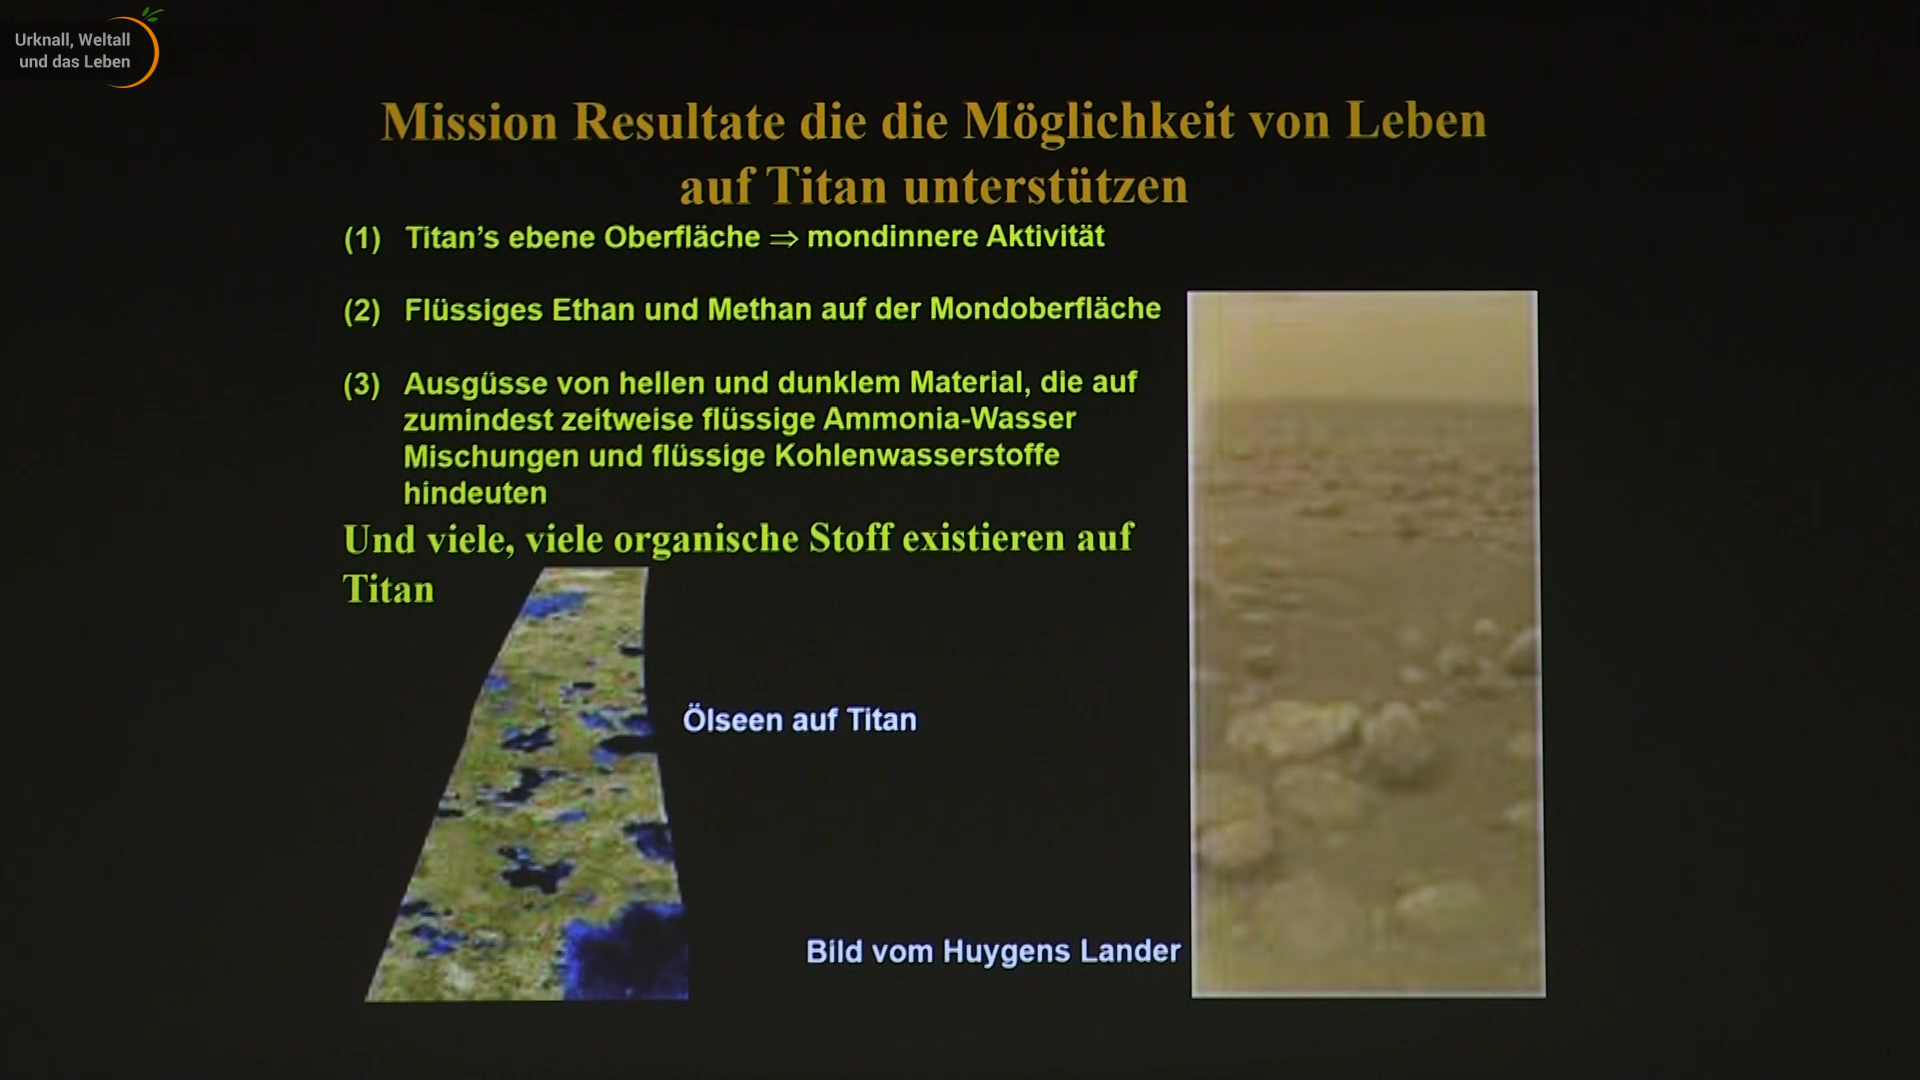 Urknall, Weltall
und das Leben
Mission Resultate die die Möglichkeit von Leben
auf Titan unterstützen
(1) Titan's ebene Oberfläche ⇒ mondinnere Aktivität
(2) Flüssiges Ethan und Methan auf der Mondoberfläche
(3) Ausgüsse von hellen und dunklem Material, die auf
zumindest zeitweise flüssige Ammonia-Wasser
Mischungen und flüssige Kohlenwasserstoffe
hindeuten
Und viele, viele organische Stoff existieren auf
Titan
Ölseen auf Titan
Bild vom Huygens Lander